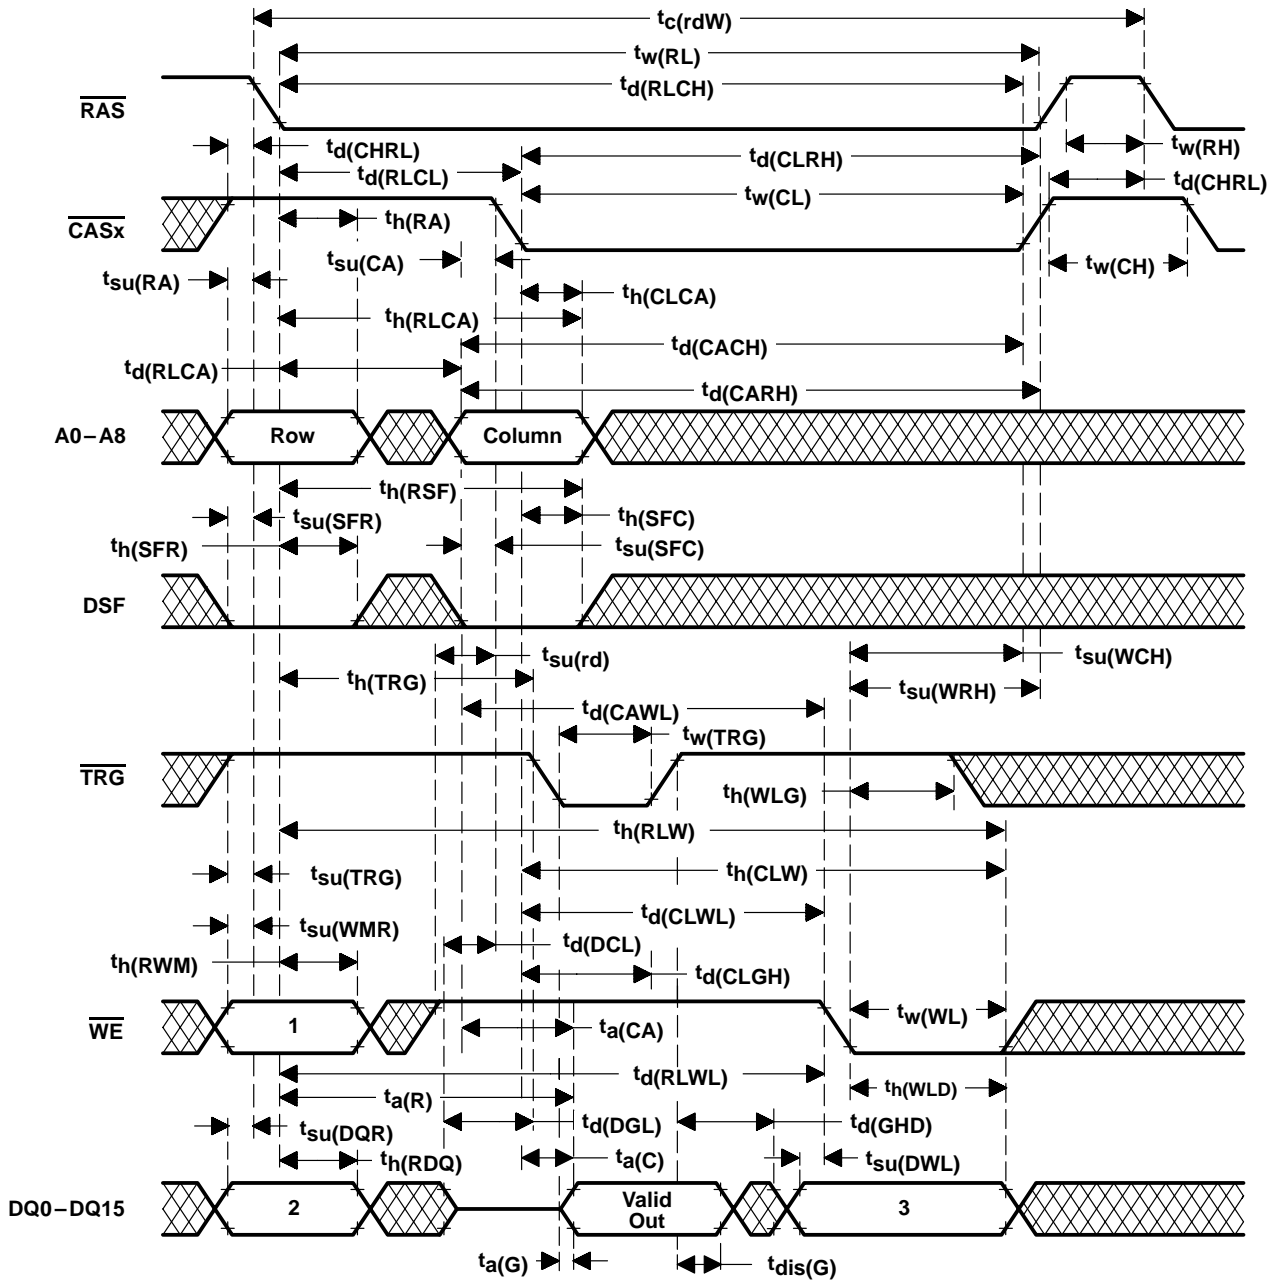 tc(rdW)
tw(RL)
td(RLCH)
RAS
td(CHRL)
td(CLRH)
tw(RH)
td(RLCL)
tw(CL)
td(CHRL)
CASx
th(RA)
tsu(CA)
tsu(RA)
tw(CH)
th(CLCA)
th(RLCA)
td(CACH)
td(RLCA)
td(CARH)
A0–A8
Row
Column
th(RSF)
tsu(SFR)
th(SFC)
th(SFR)
tsu(SFC)
DSF
tsu(rd)
tsu(WCH)
th(TRG)
tsu(WRH)
td(CAWL)
tw(TRG)
TRG
th(WLG)
th(RLW)
tsu(TRG)
th(CLW)
td(CLWL)
tsu(WMR)
td(DCL)
th(RWM)
td(CLGH)
WE
1
ta(CA)
tw(WL)
td(RLWL)
th(WLD)
ta(R)
td(DGL)
td(GHD)
tsu(DQR)
th(RDQ)
ta(C)
tsu(DWL)
DQ0–DQ15
2
Valid
Out
3
ta(G)
tdis(G)